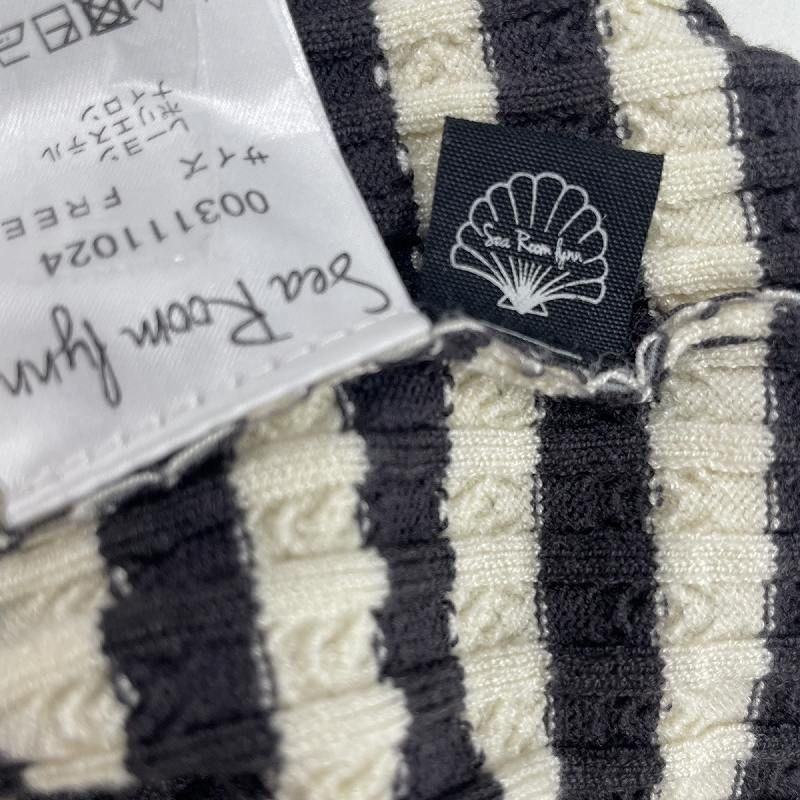 Sea Room lynn
003111024
サイズ FREE
レーヨン
ポリエステル
ナイロン
Sea Room lynn